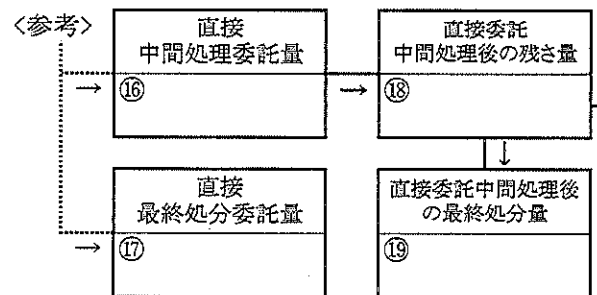 〈参考〉
直接
中間処理委託量
→
⑯
→
直接委託
中間処理後の残さ量
⑱
↓
直接
最終処分委託量
→
⑰
直接委託中間処理後
の最終処分量
⑲